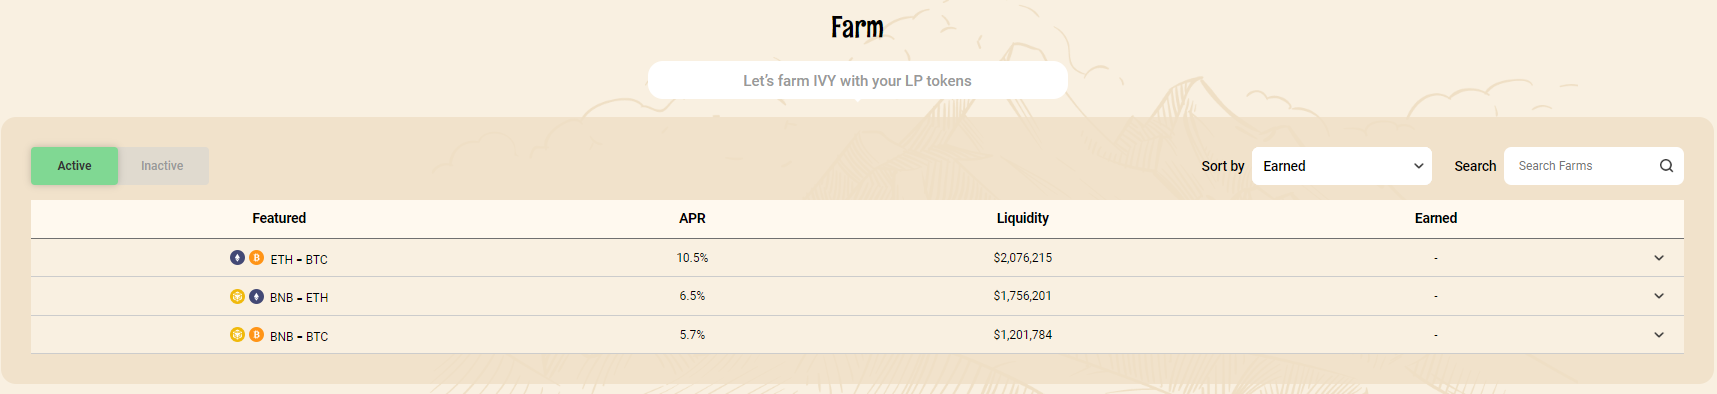 Farm
Let’s farm IVY with your LP tokens
Active Inactive Sort by Earned Search Search Farms
Featured APR Liquidity Earned
ETH - BTC 10.5% $2,076,215 -
BNB - ETH 6.5% $1,756,201 -
BNB - BTC 5.7% $1,201,784 -